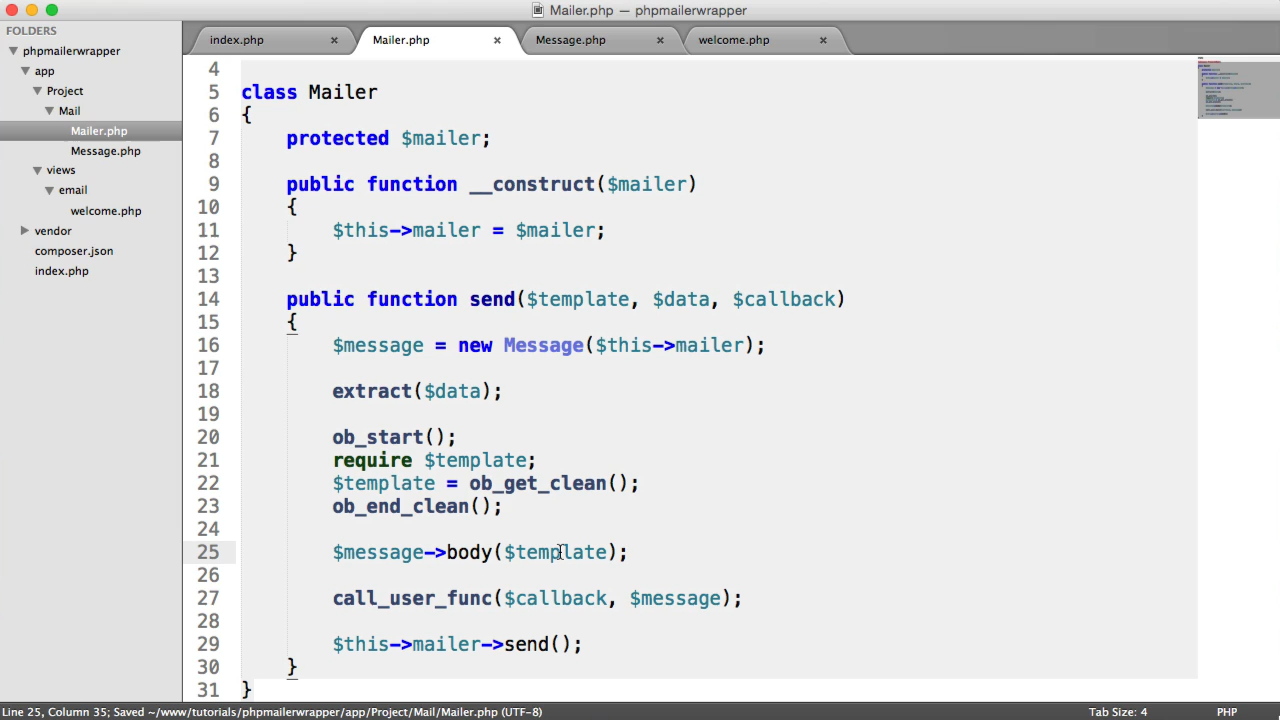 Mailer.php — phpmailerwrapper
FOLDERS
phpmailerwrapper
app
Project
Mail
Mailer.php
Message.php
views
email
welcome.php
vendor
composer.json
index.php
index.php × Mailer.php × Message.php × welcome.php ×
4
5 class Mailer
6 {
7 protected $mailer;
8
9 public function __construct($mailer)
10 {
11 $this->mailer = $mailer;
12 }
13
14 public function send($template, $data, $callback)
15 {
16 $message = new Message($this->mailer);
17
18 extract($data);
19
20 ob_start();
21 require $template;
22 $template = ob_get_clean();
23 ob_end_clean();
24
25 $message->body($template);
26
27 call_user_func($callback, $message);
28
29 $this->mailer->send();
30 }
31 }
Line 25, Column 35; Saved ~/www/tutorials/phpmailerwrapper/app/Project/Mail/Mailer.php (UTF-8) Tab Size: 4 PHP